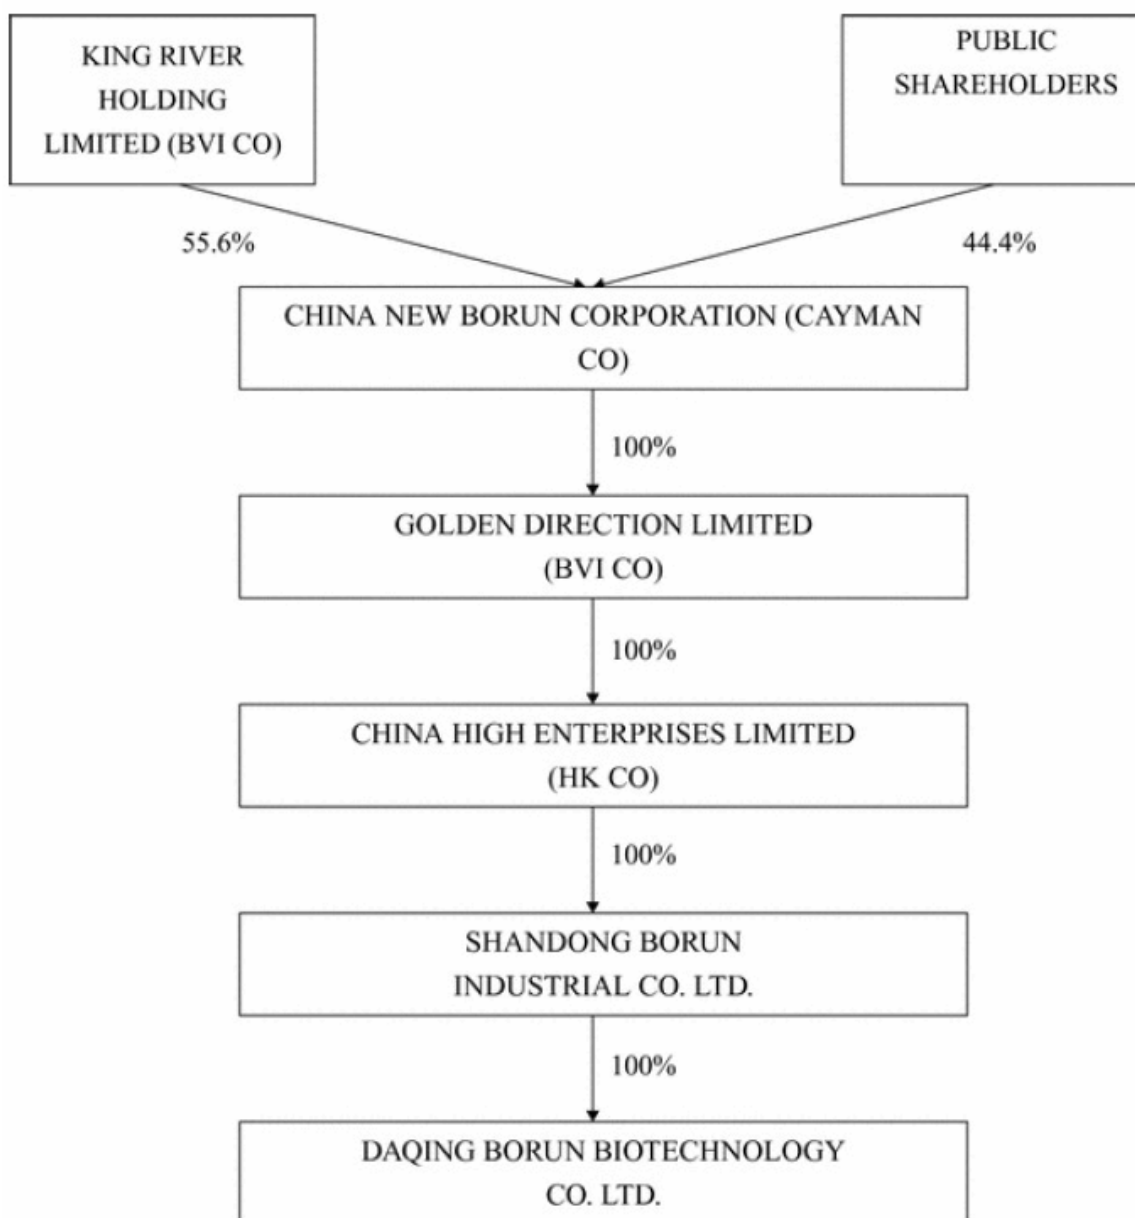 KING RIVER
HOLDING
LIMITED (BVI CO)
PUBLIC
SHAREHOLDERS
55.6%
44.4%
CHINA NEW BORUN CORPORATION (CAYMAN
CO)
100%
GOLDEN DIRECTION LIMITED
(BVI CO)
100%
CHINA HIGH ENTERPRISES LIMITED
(HK CO)
100%
SHANDONG BORUN
INDUSTRIAL CO. LTD.
100%
DAQING BORUN BIOTECHNOLOGY
CO. LTD.